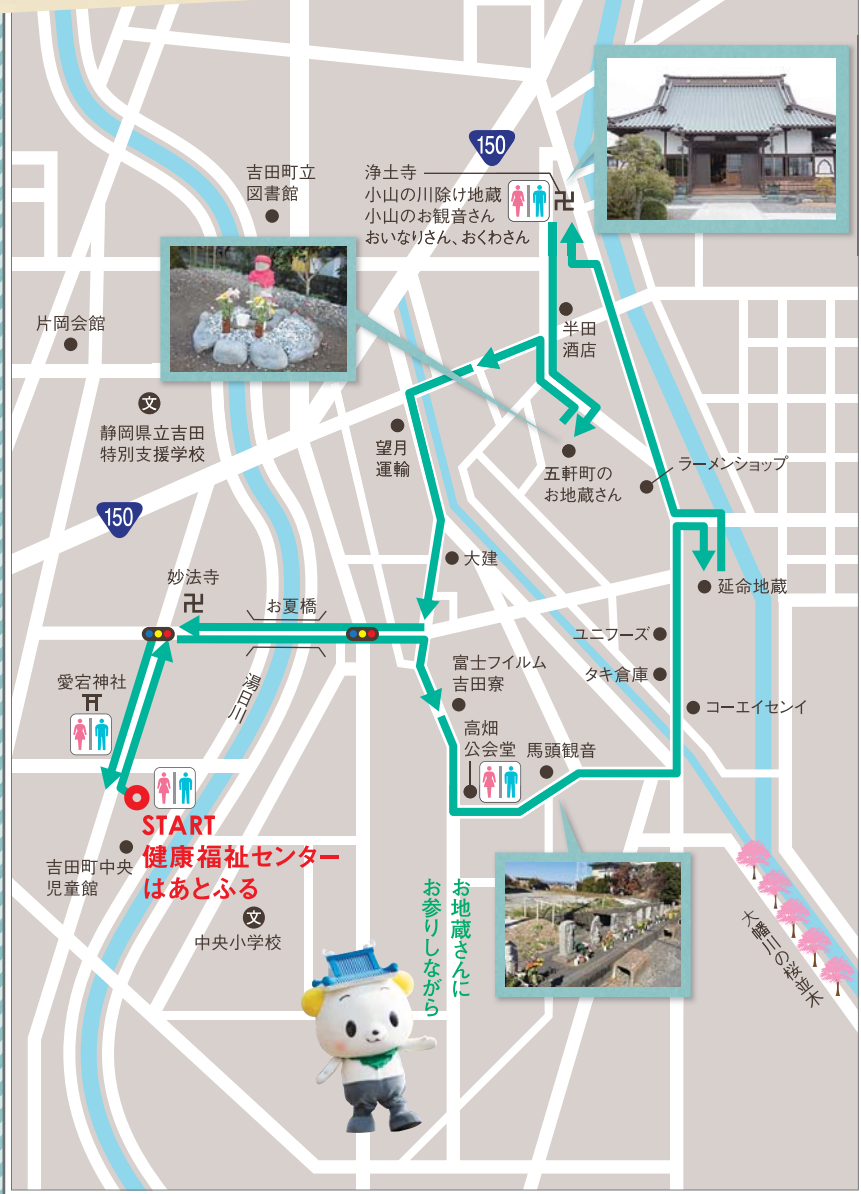 150
吉田町立
図書館
浄土寺
小山の川除け地蔵
小山のお観音さん
おいなりさん、おくわさん
片岡会館
半田
酒店
文
静岡県立吉田
特別支援学校
望月
運輸
五軒町の
お地蔵さん
ラーメンショップ
150
大建
妙法寺
お夏橋
延命地蔵
ユニフーズ
タキ倉庫
愛宕神社
湯日川
富士フイルム
吉田寮
コーエイセンイ
高畑
公会堂
馬頭観音
START
健康福祉センター
はあとふる
吉田町中央
児童館
文
中央小学校
お地蔵さんに
お参りしながら
大幡川の桜並木